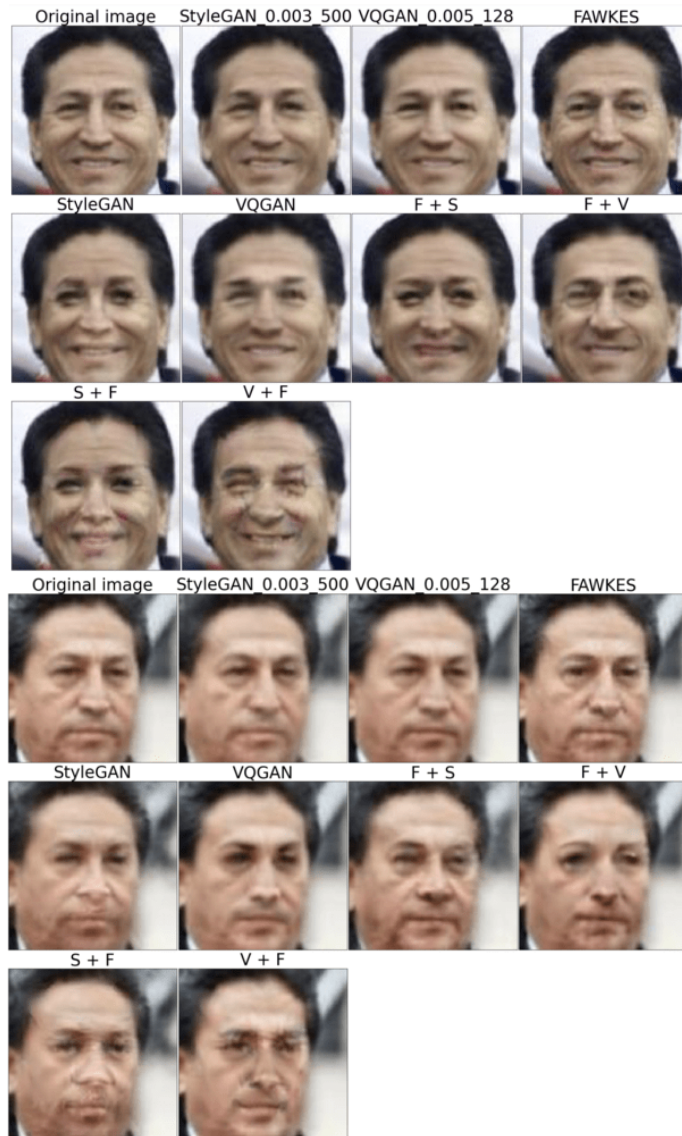 Original image StyleGAN_0.003_500 VQGAN_0.005_128 FAWKES
StyleGAN VQGAN F + S F + V
S + F V + F
Original image StyleGAN_0.003_500 VQGAN_0.005_128 FAWKES
StyleGAN VQGAN F + S F + V
S + F V + F